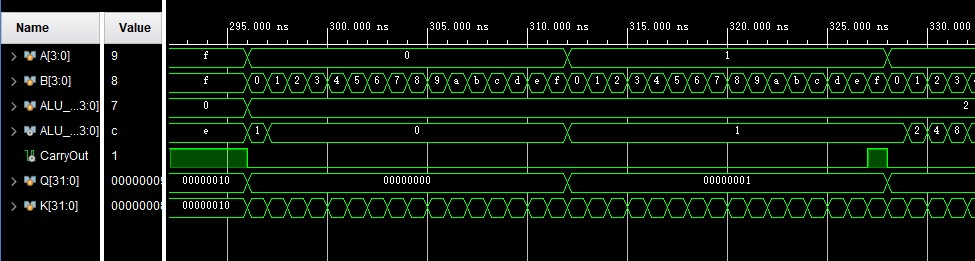 Name Value 295.000 ns 300.000 ns 305.000 ns 310.000 ns 315.000 ns 320.000 ns 325.000 ns 330.000
A[3:0] 9 f 0 1
B[3:0] 8 f 0 1 2 3 4 5 6 7 8 9 a b c d e f 0 1 2 3 4 5 6 7 8 9 a b c d e f 0 1 2 3
ALU_...3:0] 7 0 2
ALU_...3:0] c e 1 0 1 2 4 8
CarryOut 1
Q[31:0] 00000009 00000010 00000000 00000001
K[31:0] 00000008 00000010